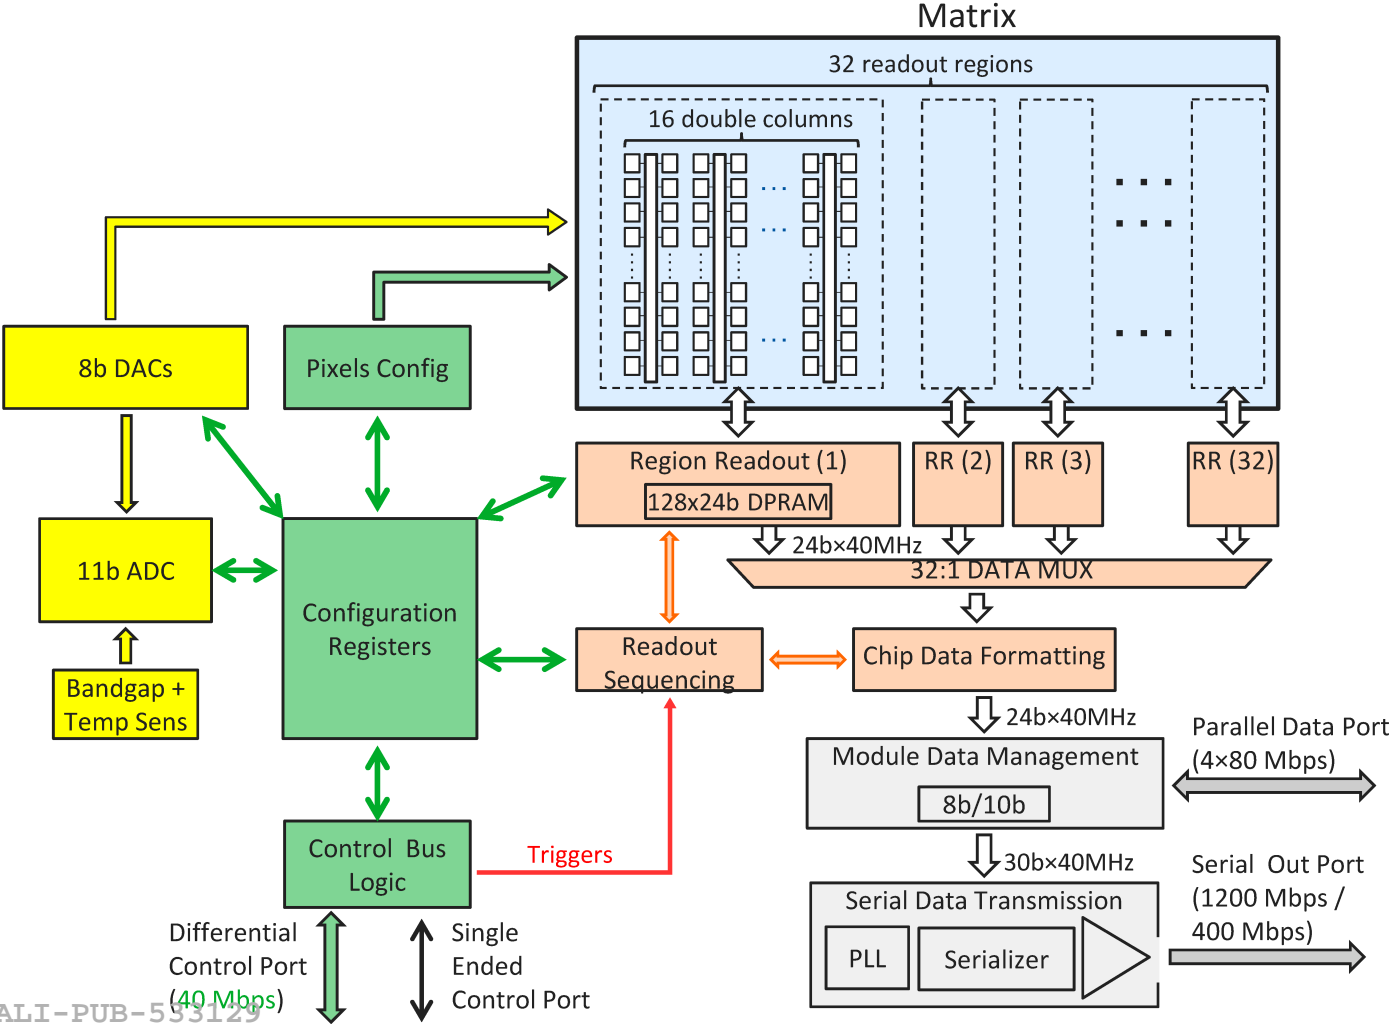 Matrix
32 readout regions
16 double columns
8b DACs
Pixels Config
Region Readout (1)
128x24b DPRAM
RR (2)
RR (3)
RR (32)
24b×40MHz
32:1 DATA MUX
11b ADC
Configuration
Registers
Readout
Sequencing
Chip Data Formatting
Bandgap +
Temp Sens
24b×40MHz
Module Data Management
8b/10b
Parallel Data Port
(4×80 Mbps)
Control Bus
Logic
Triggers
30b×40MHz
Serial Data Transmission
PLL
Serializer
Serial Out Port
(1200 Mbps /
400 Mbps)
Differential
Control Port
(40 Mbps)
Single
Ended
Control Port
ALI-PUB-533129